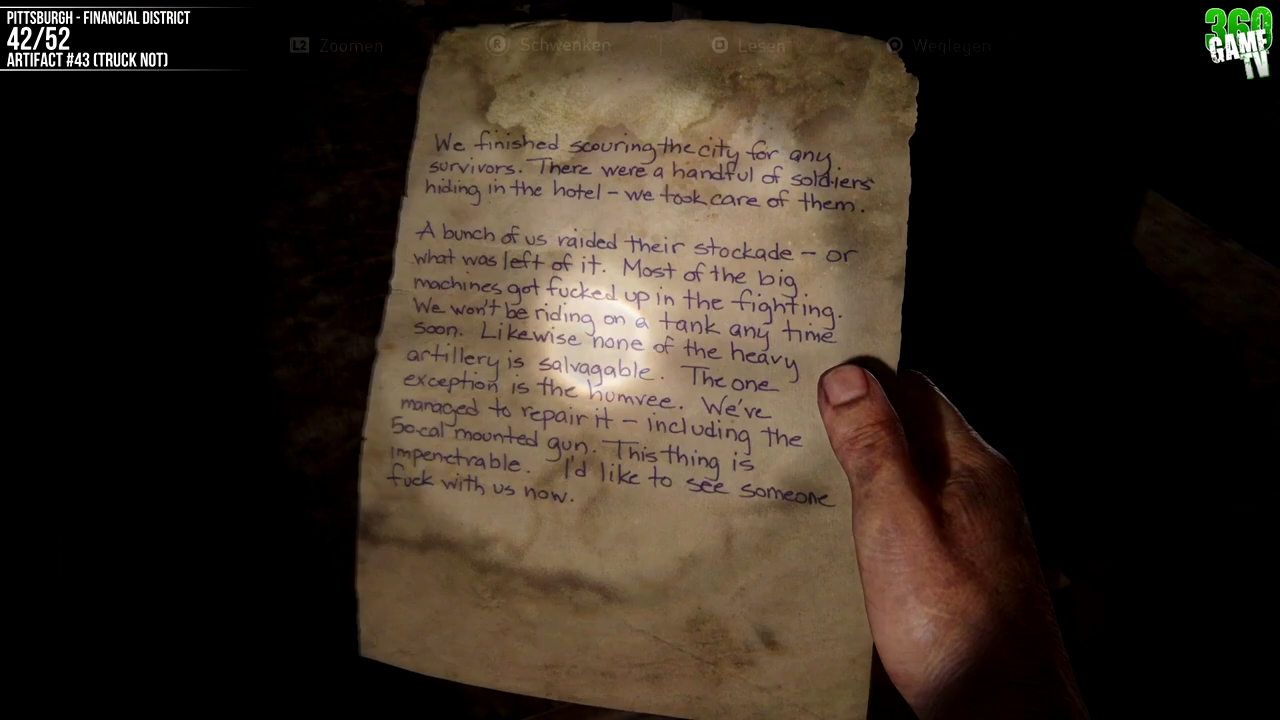 PITTSBURGH - FINANCIAL DISTRICT
42/52
ARTIFACT #43 (TRUCK NOT)
L2 Zoomen
R Schwenken
Lesen
Weglegen
360
GAME
TV
We finished scouring the city for any
survivors. There were a handful of soldiers
hiding in the hotel - we took care of them.
A bunch of us raided their stockade - or
what was left of it. Most of the big
machines got fucked up in the fighting.
We won't be riding on a tank any time
soon. Likewise none of the heavy
artillery is salvagable. The one
exception is the humvee. We've
managed to repair it - including the
50.cal mounted gun. This thing is
impenetrable. I'd like to see someone
fuck with us now.